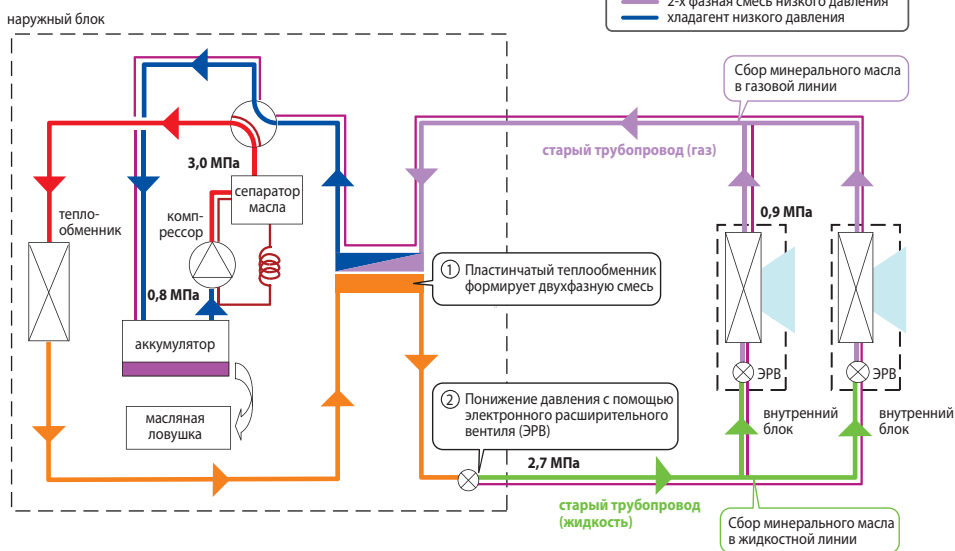 2-х фазная смесь низкого давления
хладагент низкого давления
наружный блок
Сбор минерального масла
в газовой линии
старый трубопровод (газ)
3,0 МПа
сепаратор
масла
тепло-
обменник
комп-
рессор
0,9 МПа
1 Пластинчатый теплообменник
формирует двухфазную смесь
0,8 МПа
аккумулятор
ЭРВ
ЭРВ
2 Понижение давления с помощью
электронного расширительного
вентиля (ЭРВ)
масляная
ловушка
внутренний
блок
внутренний
блок
2,7 МПа
старый трубопровод
(жидкость)
Сбор минерального масла
в жидкостной линии